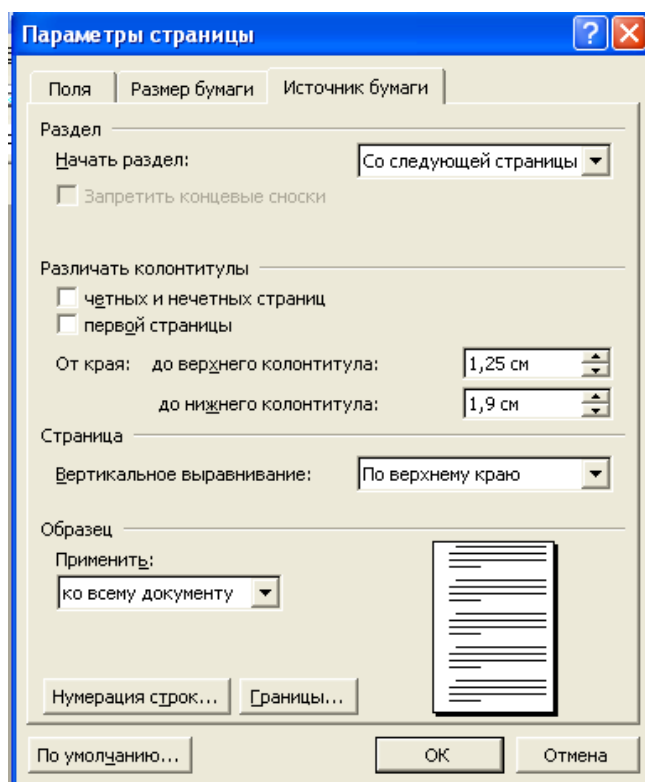 Параметры страницы
Поля Размер бумаги Источник бумаги
Раздел
Начать раздел: Со следующей страницы
Запретить концевые сноски
Различать колонтитулы
четных и нечетных страниц
первой страницы
От края: до верхнего колонтитула: 1,25 см
до нижнего колонтитула: 1,9 см
Страница
Вертикальное выравнивание: По верхнему краю
Образец
Применить:
ко всему документу
Нумерация строк... Границы...
По умолчанию... ОК Отмена